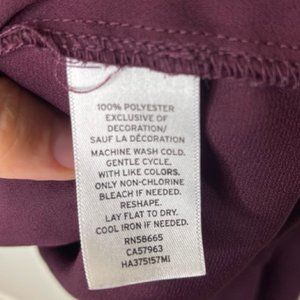 100% POLYESTER
EXCLUSIVE OF
DECORATION/
SAUF LA DÉCORATION
MACHINE WASH COLD.
GENTLE CYCLE.
WITH LIKE COLORS.
ONLY NON-CHLORINE
BLEACH IF NEEDED.
RESHAPE.
LAY FLAT TO DRY.
COOL IRON IF NEEDED.
RN58665
CA57963
HA375157MI